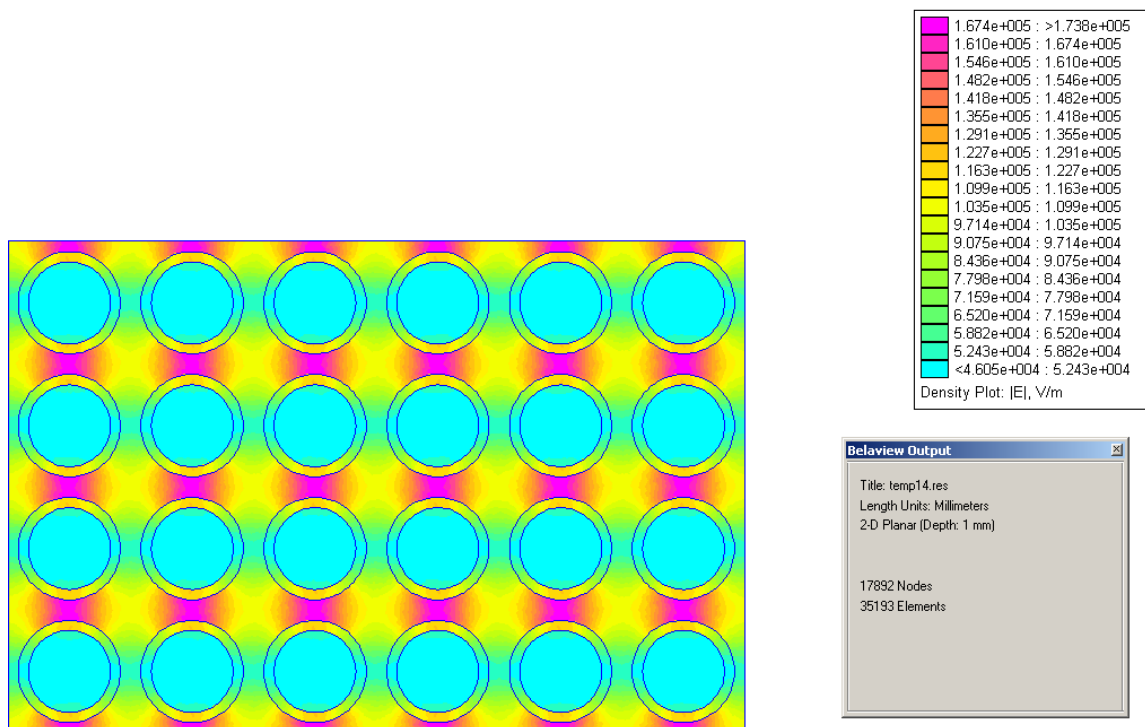 1.674e+005 : >1.738e+005
1.610e+005 : 1.674e+005
1.546e+005 : 1.610e+005
1.482e+005 : 1.546e+005
1.418e+005 : 1.482e+005
1.355e+005 : 1.418e+005
1.291e+005 : 1.355e+005
1.227e+005 : 1.291e+005
1.163e+005 : 1.227e+005
1.099e+005 : 1.163e+005
1.035e+005 : 1.099e+005
9.714e+004 : 1.035e+005
9.075e+004 : 9.714e+004
8.436e+004 : 9.075e+004
7.798e+004 : 8.436e+004
7.159e+004 : 7.798e+004
6.520e+004 : 7.159e+004
5.882e+004 : 6.520e+004
5.243e+004 : 5.882e+004
<4.605e+004 : 5.243e+004
Density Plot: |E|, V/m
Belaview Output
Title: temp14.res
Length Units: Millimeters
2-D Planar (Depth: 1 mm)
17892 Nodes
35193 Elements